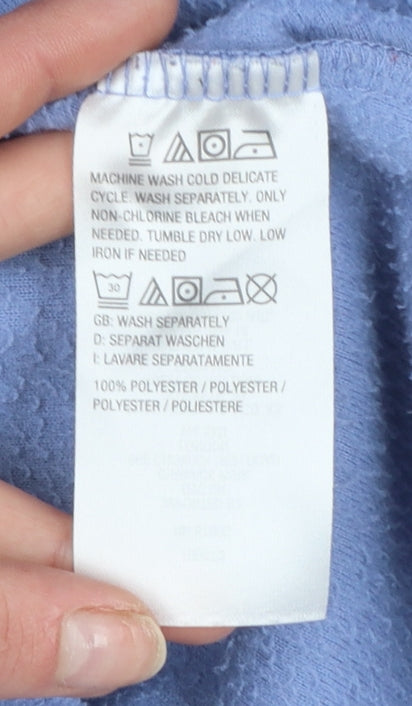 MACHINE WASH COLD DELICATE
CYCLE. WASH SEPARATELY. ONLY
NON-CHLORINE BLEACH WHEN
NEEDED. TUMBLE DRY LOW. LOW
IRON IF NEEDED
30
GB: WASH SEPARATELY
D: SEPARAT WASCHEN
I: LAVARE SEPARATAMENTE
100% POLYESTER / POLYESTER /
POLYESTER / POLIESTERE